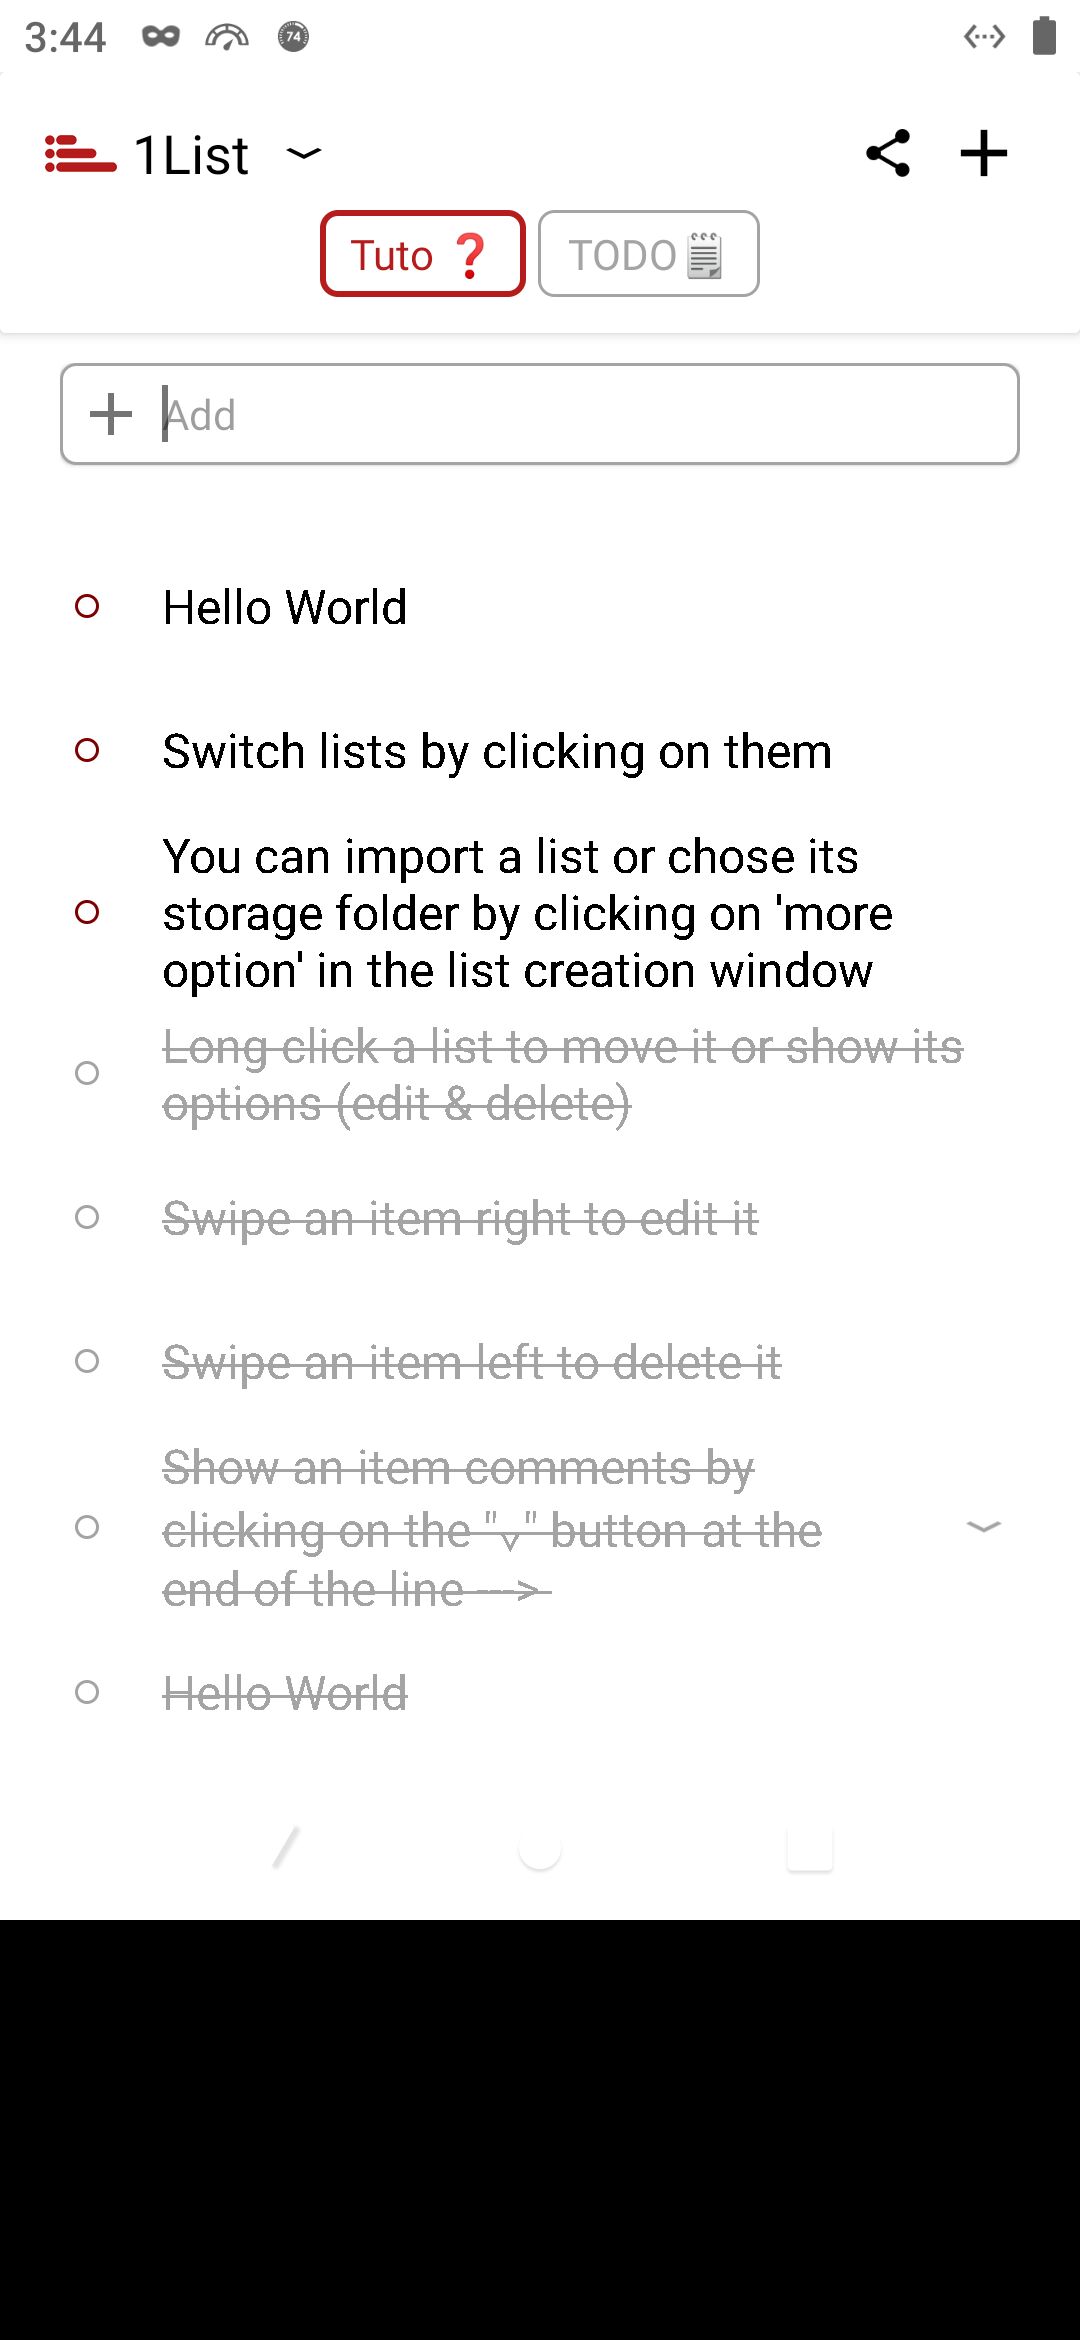 3:44
74
1List
Tuto ❓
TODO🗒
Add
Hello World
Switch lists by clicking on them
You can import a list or chose its
storage folder by clicking on 'more
option' in the list creation window
Long click a list to move it or show its
options (edit & delete)
Swipe an item right to edit it
Swipe an item left to delete it
Show an item comments by
clicking on the "⌄" button at the
end of the line --->
Hello World